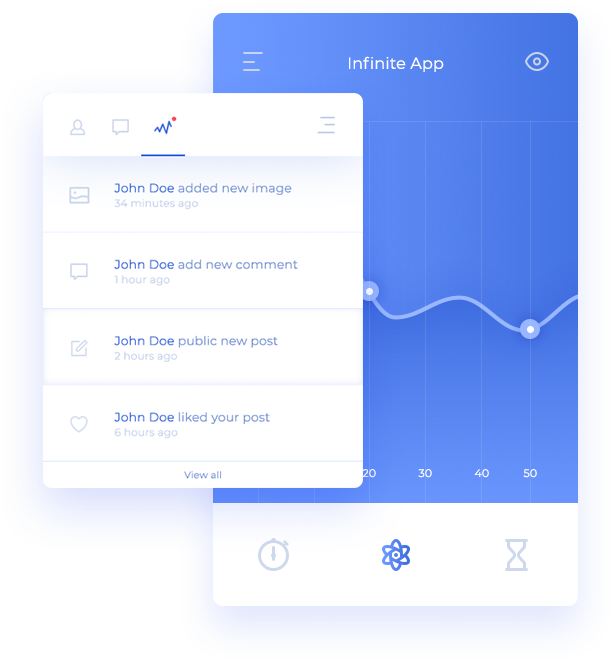 Infinite App
John Doe added new image
34 minutes ago
John Doe add new comment
1 hour ago
John Doe public new post
2 hours ago
John Doe liked your post
6 hours ago
View all
20 30 40 50